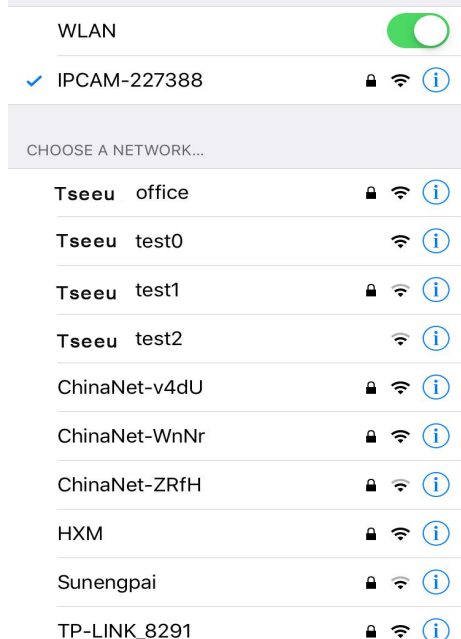 WLAN
IPCAM-227388
CHOOSE A NETWORK...
Tseeu office
Tseeu test0
Tseeu test1
Tseeu test2
ChinaNet-v4dU
ChinaNet-WnNr
ChinaNet-ZRfH
HXM
Sunengpai
TP-LINK_8291